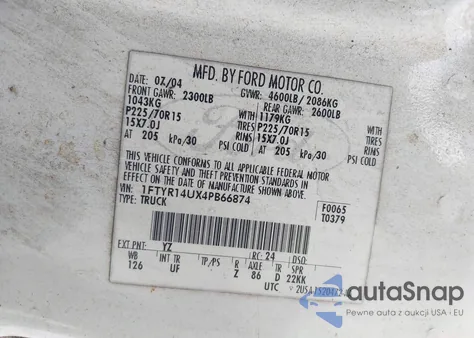 MFD. BY FORD MOTOR CO.
DATE: 07/04 GVWR: 4600LB/ 2086KG
FRONT GAWR: 2300LB REAR GAWR: 2600LB
1043KG 1179KG
P225/70R15 TIRES P225/70R15 TIRES
15X7.0J RIMS 15X7.0J
AT 205 kPa/30 PSI COLD AT 205 kPa/30 PSI COLD
THIS VEHICLE CONFORMS TO ALL APPLICABLE FEDERAL MOTOR
VEHICLE SAFETY AND THEFT PREVENTION STANDARDS IN
EFFECT ON THE DATE OF MANUFACTURE SHOWN ABOVE.
VIN: 1FTYR14UX4PB66874
TYPE: TRUCK
F0065
T0379
EXT PNT: YZ RC: 24 DSO:
WB INT TR TP/PS R AXLE TR SPR
126 UF Z 86 D 22KK
UTC
autoSnap
Pewne auta z aukcji USA i EU